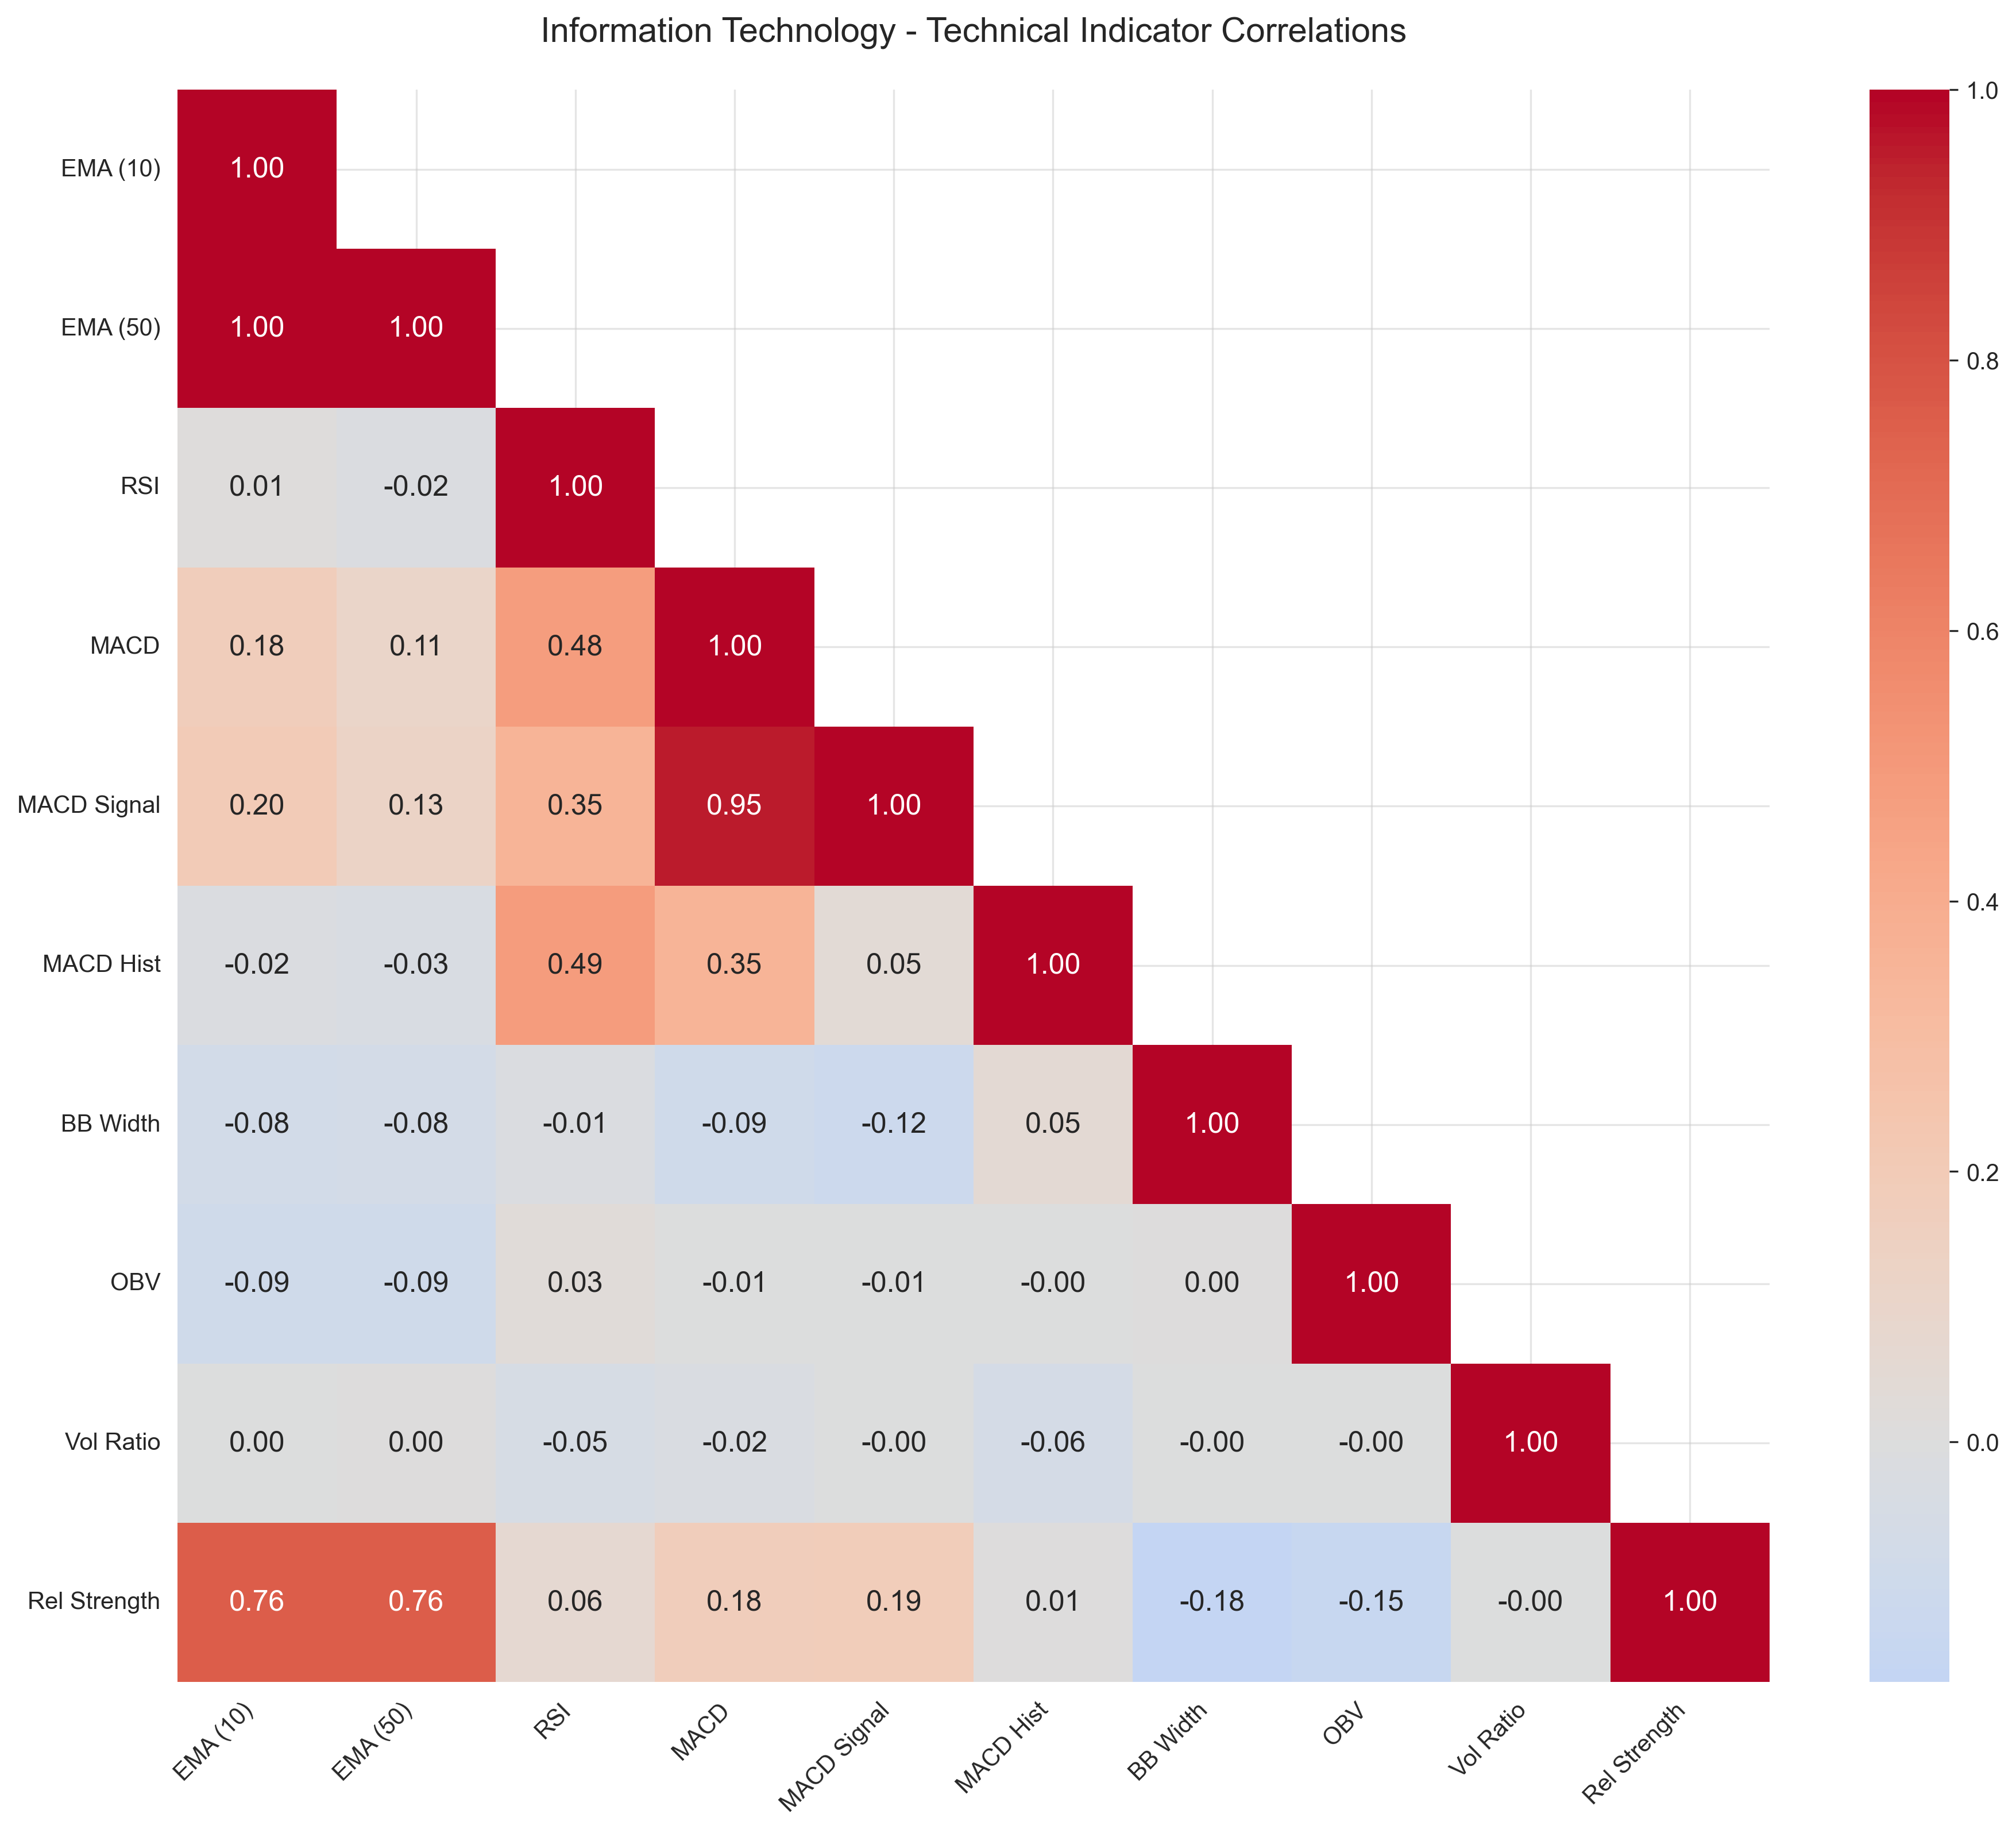 Information Technology - Technical Indicator Correlations
EMA (10) 1.00
EMA (50) 1.00 1.00
RSI 0.01 -0.02 1.00
MACD 0.18 0.11 0.48 1.00
MACD Signal 0.20 0.13 0.35 0.95 1.00
MACD Hist -0.02 -0.03 0.49 0.35 0.05 1.00
BB Width -0.08 -0.08 -0.01 -0.09 -0.12 0.05 1.00
OBV -0.09 -0.09 0.03 -0.01 -0.01 -0.00 0.00 1.00
Vol Ratio 0.00 0.00 -0.05 -0.02 -0.00 -0.06 -0.00 -0.00 1.00
Rel Strength 0.76 0.76 0.06 0.18 0.19 0.01 -0.18 -0.15 -0.00 1.00
EMA (10) EMA (50) RSI MACD MACD Signal MACD Hist BB Width OBV Vol Ratio Rel Strength
1.0
0.8
0.6
0.4
0.2
0.0